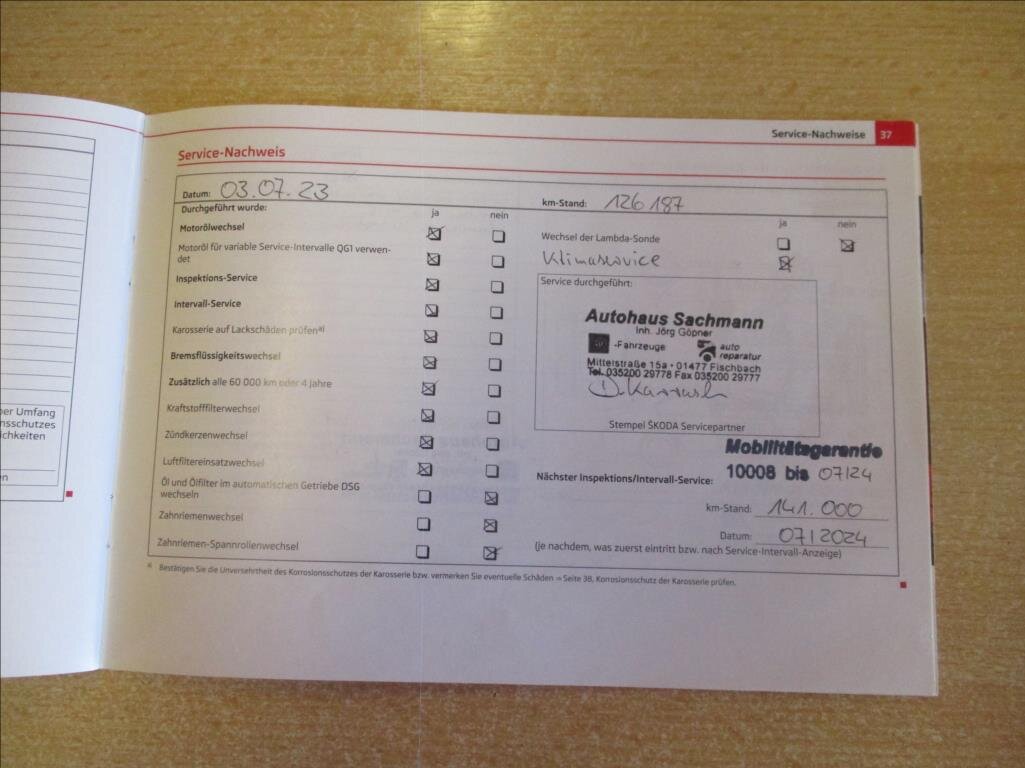 Service-Nachweise 37
Service-Nachweis
Datum: 03.07.23
km-Stand: 126 187
Durchgeführt wurde: ja nein
ja nein
Motorölwechsel
Motoröl für variable Service-Intervalle QG1 verwen-
det
Inspektions-Service
Intervall-Service
Karosserie auf Lackschäden prüfen a)
Bremsflüssigkeitswechsel
Zusätzlich alle 60 000 km oder 4 Jahre
Kraftstofffilterwechsel
Zündkerzenwechsel
Luftfiltereinsatzwechsel
Öl und Ölfilter im automatischen Getriebe DSG
wechseln
Zahnriemenwechsel
Zahnriemen-Spannrollenwechsel
Wechsel der Lambda-Sonde
Klimaservice
Service durchgeführt:
Autohaus Sachmann
Inh. Jörg Göpner
-Fahrzeuge auto
reparatur
Mittelstraße 15a • 01477 Fischbach
Tel. 035200 29778 Fax 035200 29777
Stempel ŠKODA Servicepartner
Mobilitätsgarantie
10008 bis 07/24
Nächster Inspektions/Intervall-Service:
km-Stand: 141.000
Datum: 07/2024
(je nachdem, was zuerst eintritt bzw. nach Service-Intervall-Anzeige)
a) Bestätigen Sie die Unversehrtheit des Korrosionsschutzes der Karosserie bzw. vermerken Sie eventuelle Schäden ⇒ Seite 38, Korrosionsschutz der Karosserie prüfen.
Umfang